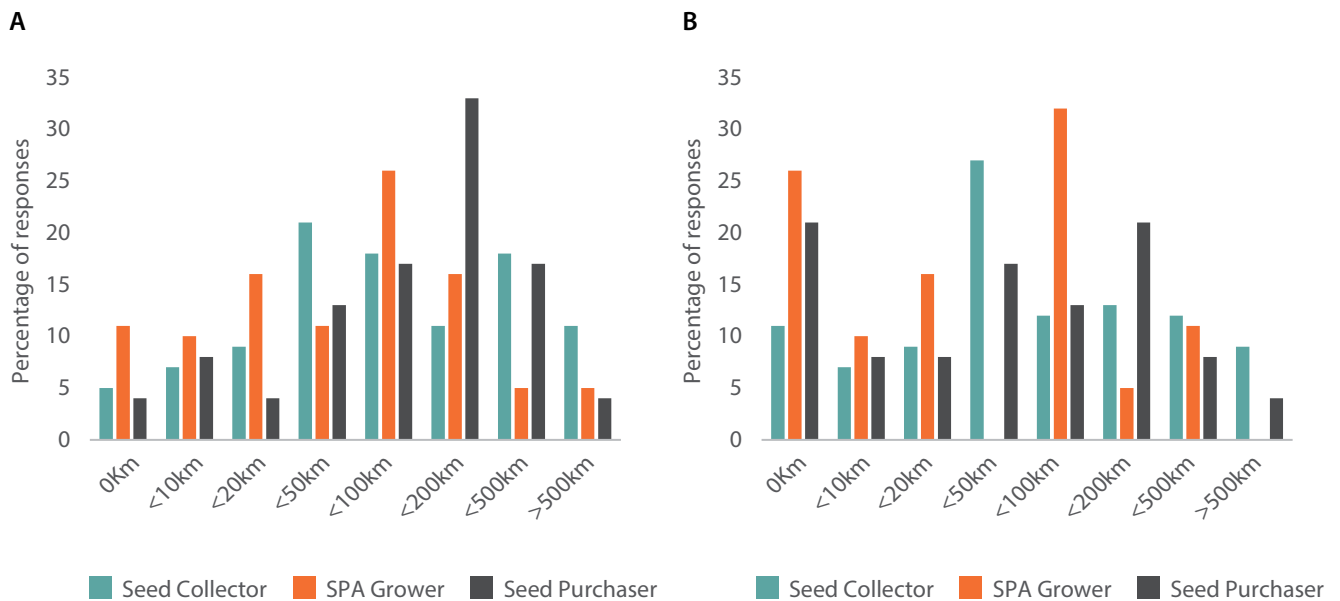 A
Percentage of responses
35
30
25
20
15
10
5
0
0Km
<10km
<20km
<50km
<100km
<200km
<500km
>500km
Seed Collector
SPA Grower
Seed Purchaser
B
Percentage of responses
35
30
25
20
15
10
5
0
0Km
<10km
<20km
<50km
<100km
<200km
<500km
>500km
Seed Collector
SPA Grower
Seed Purchaser